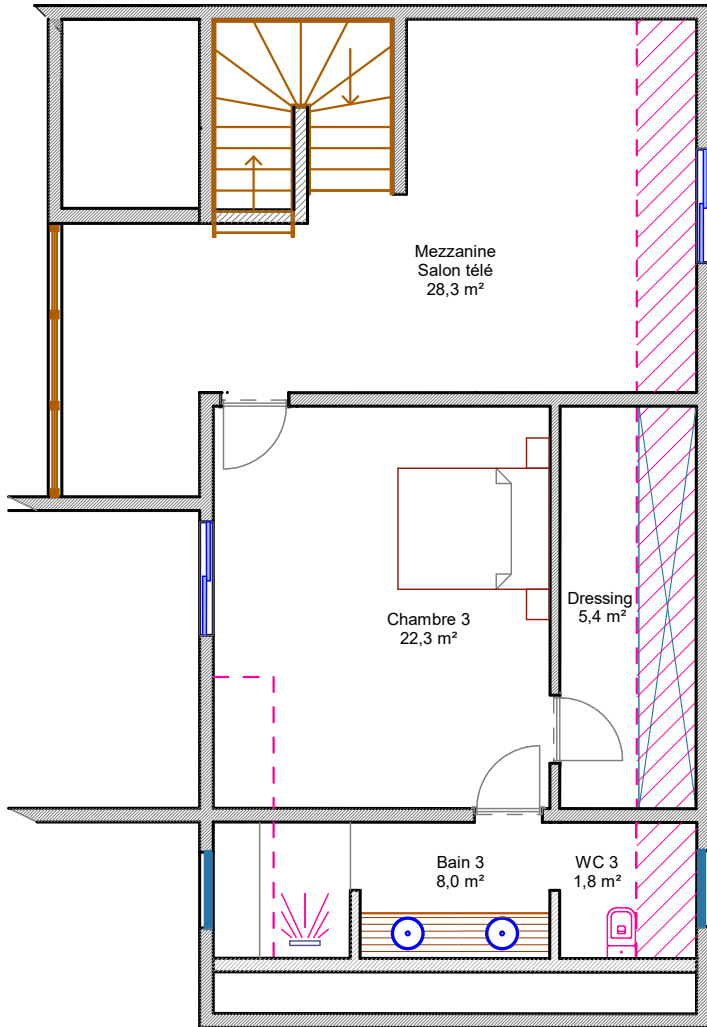 Mezzanine
Salon télé
28,3 m²
Chambre 3
22,3 m²
Dressing
5,4 m²
Bain 3
8,0 m²
WC 3
1,8 m²